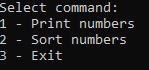 Select command:
1 - Print numbers
2 - Sort numbers
3 - Exit